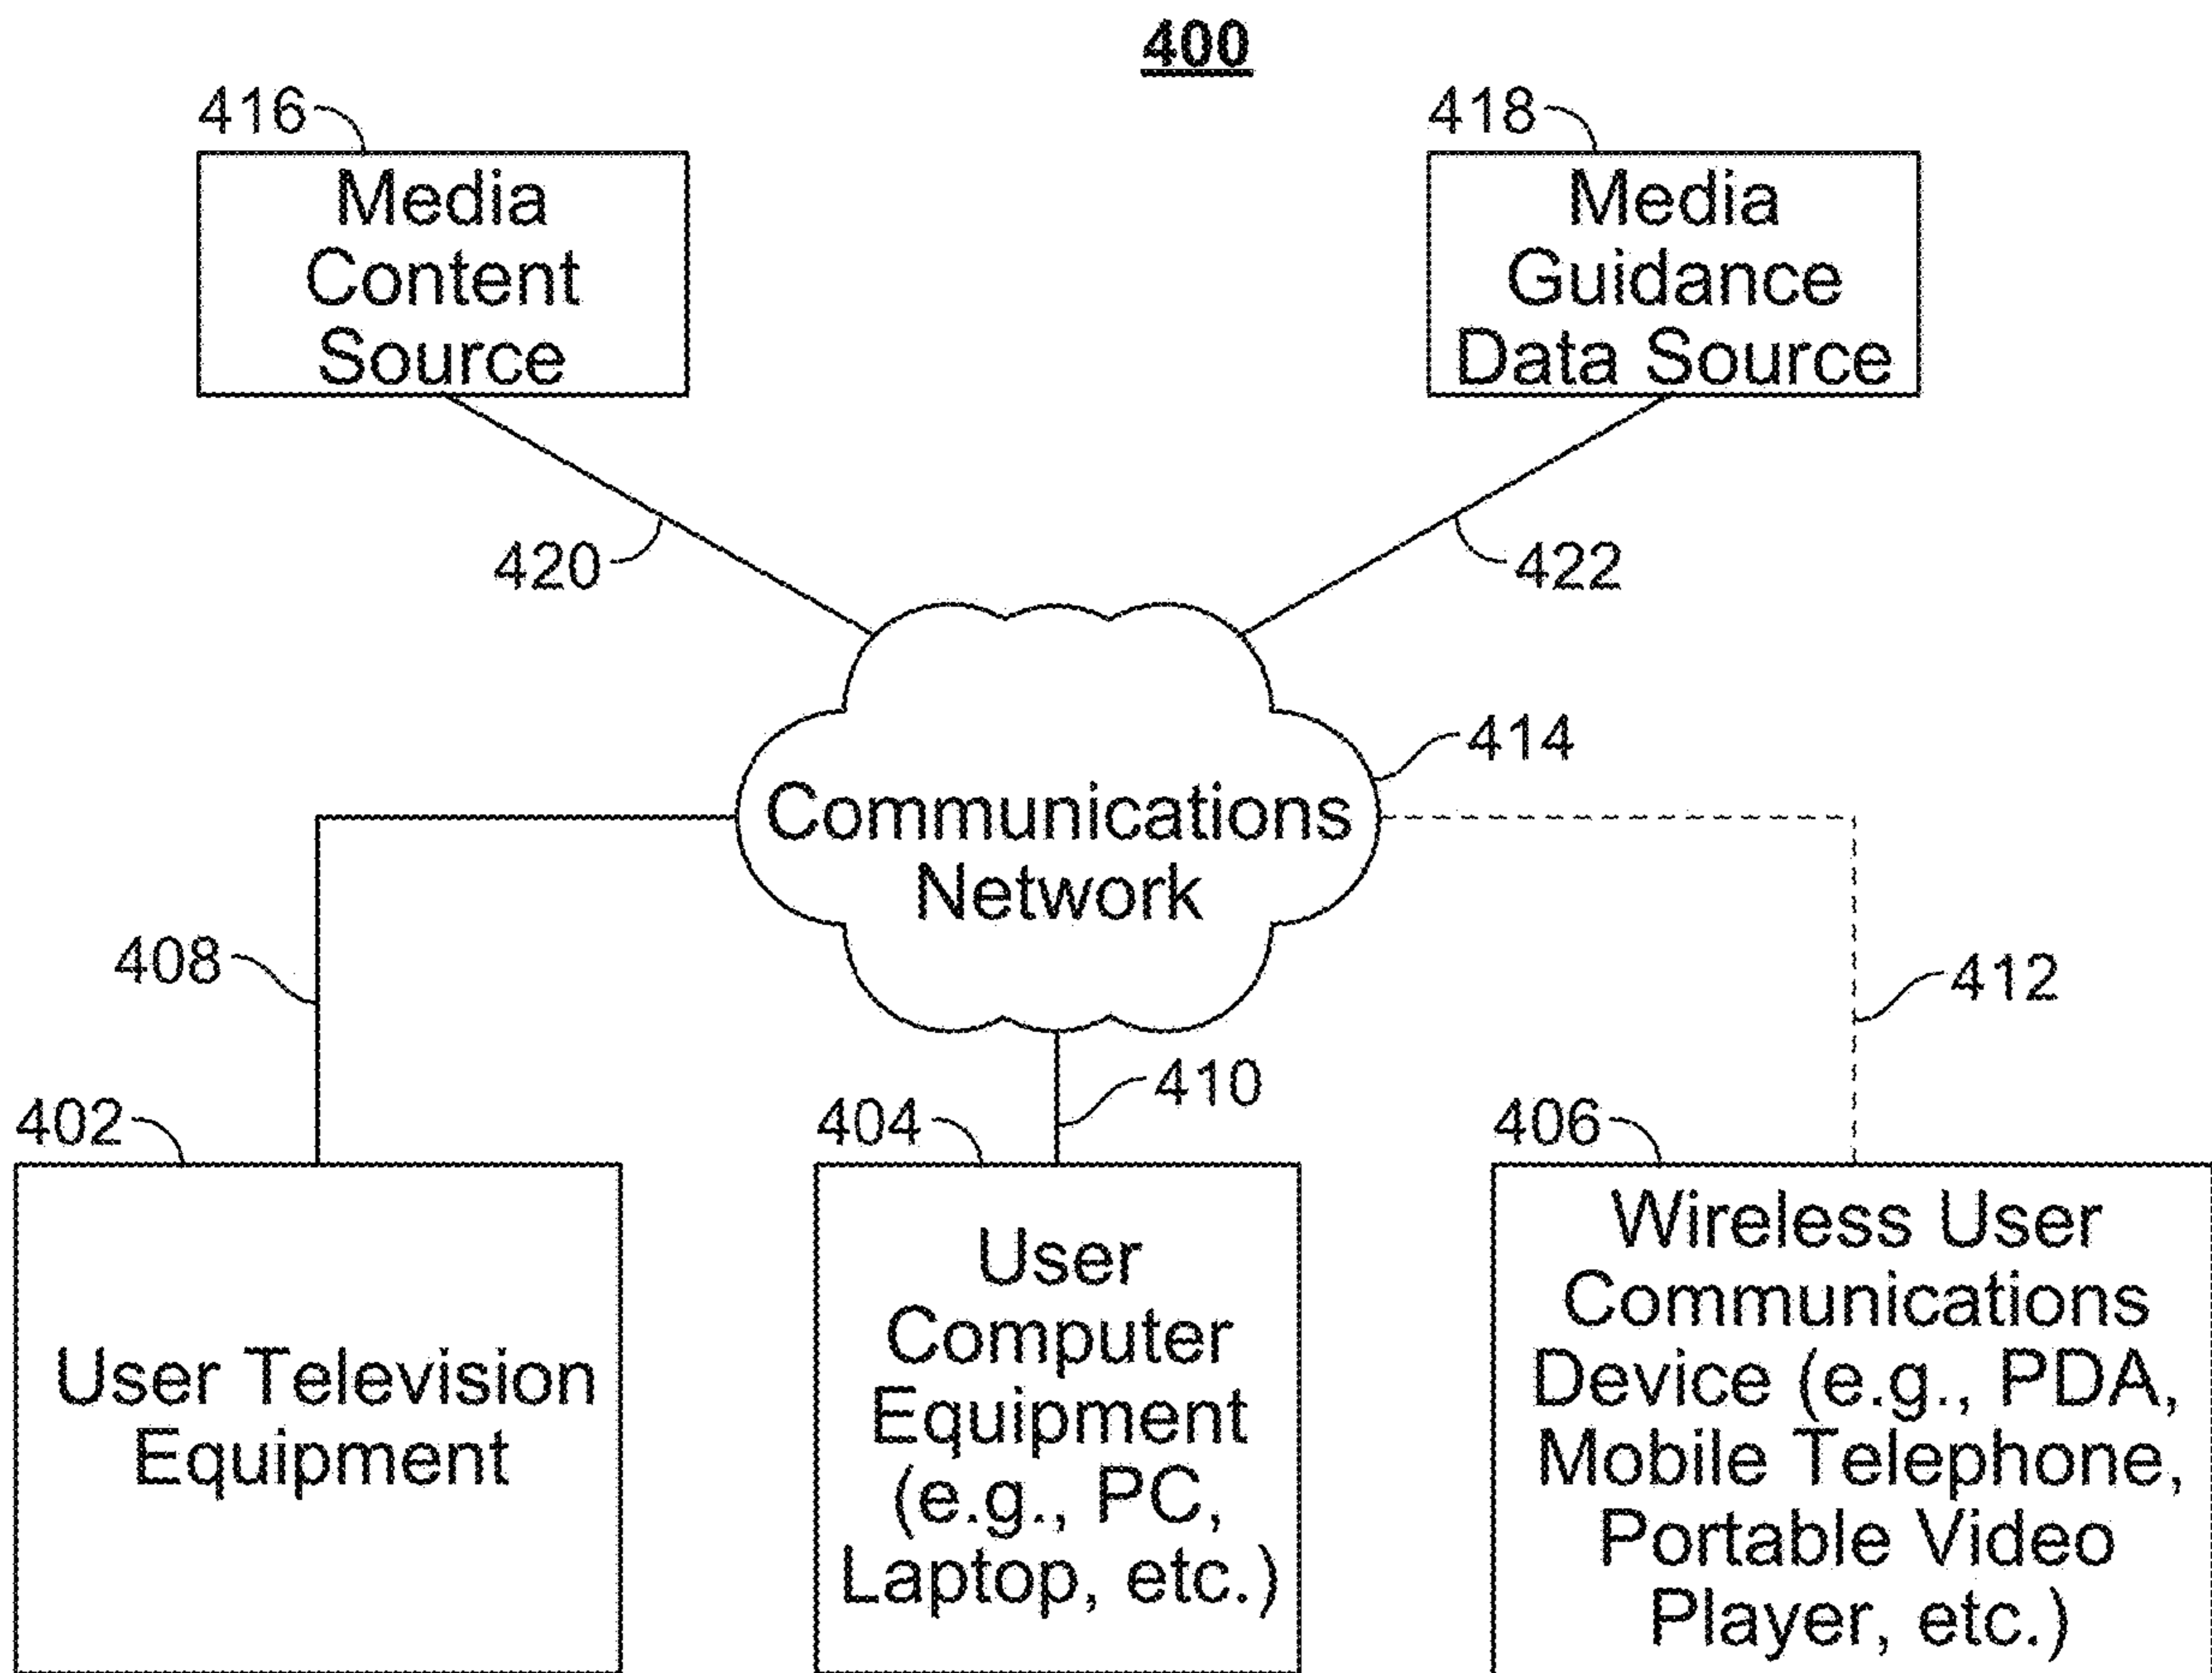 400
416
Media
Content
Source
418
Media
Guidance
Data Source
420
422
414
Communications
Network
408
412
410
402
User Television
Equipment
404
User
Computer
Equipment
(e.g., PC,
Laptop, etc.)
406
Wireless User
Communications
Device (e.g., PDA,
Mobile Telephone,
Portable Video
Player, etc.)